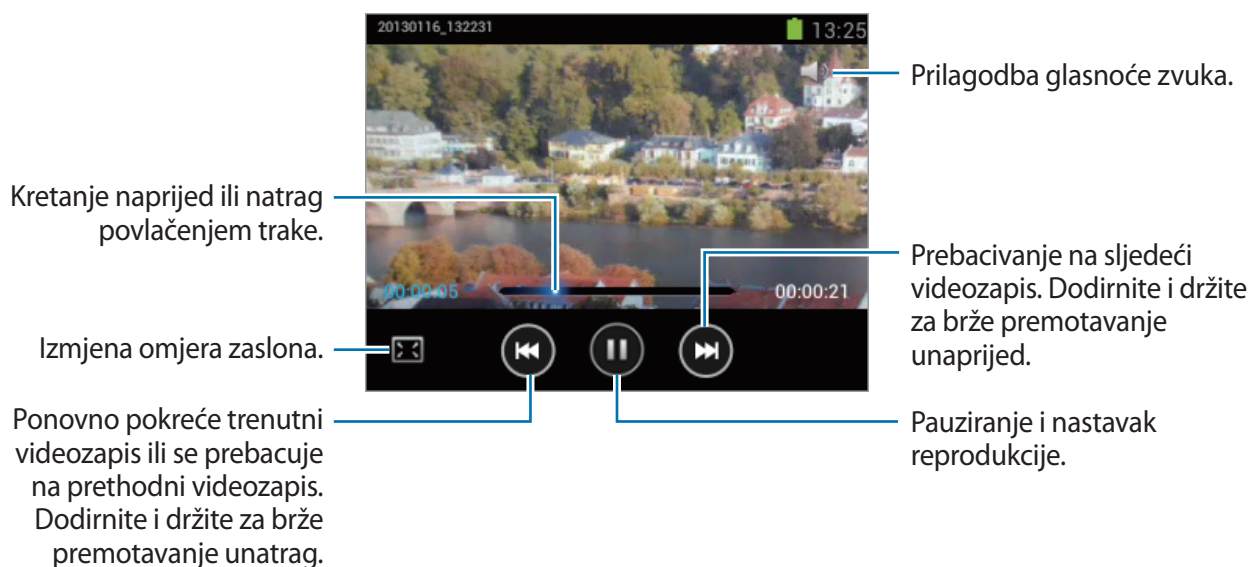 20130116_132231
13:25
Prilagodba glasnoće zvuka.
Kretanje naprijed ili natrag
povlačenjem trake.
00:00:05
00:00:21
Prebacivanje na sljedeći
videozapis. Dodirnite i držite
za brže premotavanje
unaprijed.
Izmjena omjera zaslona.
Ponovno pokreće trenutni
videozapis ili se prebacuje
na prethodni videozapis.
Dodirnite i držite za brže
premotavanje unatrag.
Pauziranje i nastavak
reprodukcije.